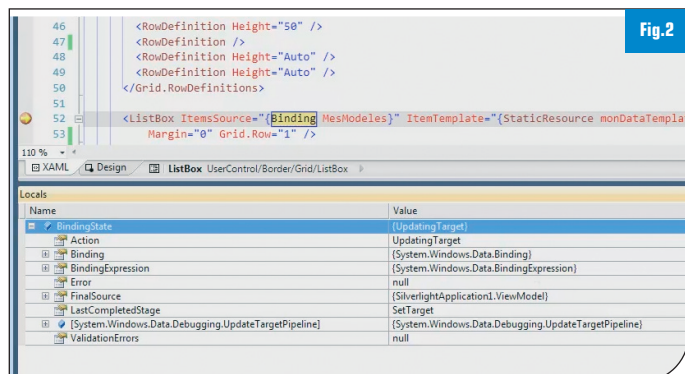 Fig.2
46 <RowDefinition Height="50" />
47 <RowDefinition />
48 <RowDefinition Height="Auto" />
49 <RowDefinition Height="Auto" />
50 </Grid.RowDefinitions>
51
52 <ListBox ItemsSource="{Binding MesModeles}" ItemTemplate="{StaticResource monDataTempla
53 Margin="0" Grid.Row="1" />
110 %
XAML Design ListBox UserControl/Border/Grid/ListBox
Locals
Name Value
BindingState {UpdatingTarget}
Action UpdatingTarget
Binding {System.Windows.Data.Binding}
BindingExpression {System.Windows.Data.BindingExpression}
Error null
FinalSource {SilverlightApplication1.ViewModel}
LastCompletedStage SetTarget
[System.Windows.Data.Debugging.UpdateTargetPipeline] {System.Windows.Data.Debugging.UpdateTargetPipeline}
ValidationErrors null